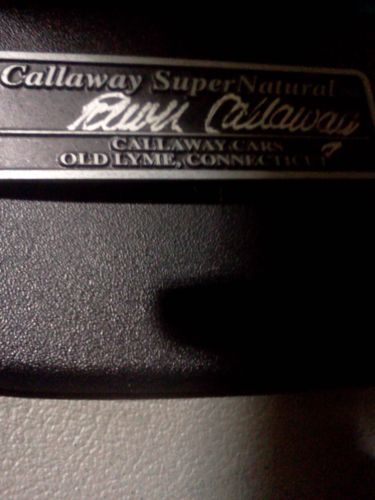 Callaway SuperNatural
Reeves Callaway
CALLAWAY CARS
OLD LYME, CONNECTICUT